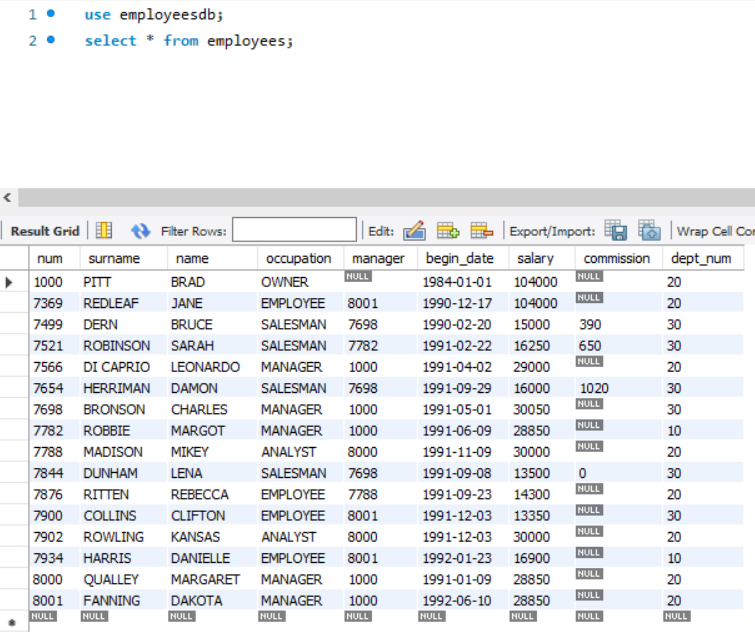 1 use employeesdb;
2 select * from employees;
Result Grid Filter Rows: Edit: Export/Import: Wrap Cell Con
num surname name occupation manager begin_date salary commission dept_num
1000 PITT BRAD OWNER NULL 1984-01-01 104000 NULL 20
7369 REDLEAF JANE EMPLOYEE 8001 1990-12-17 104000 NULL 20
7499 DERN BRUCE SALESMAN 7698 1990-02-20 15000 390 30
7521 ROBINSON SARAH SALESMAN 7782 1991-02-22 16250 650 30
7566 DI CAPRIO LEONARDO MANAGER 1000 1991-04-02 29000 NULL 20
7654 HERRIMAN DAMON SALESMAN 7698 1991-09-29 16000 1020 30
7698 BRONSON CHARLES MANAGER 1000 1991-05-01 30050 NULL 30
7782 ROBBIE MARGOT MANAGER 1000 1991-06-09 28850 NULL 10
7788 MADISON MIKEY ANALYST 8000 1991-11-09 30000 NULL 20
7844 DUNHAM LENA SALESMAN 7698 1991-09-08 13500 0 30
7876 RITTEN REBECCA EMPLOYEE 7788 1991-09-23 14300 NULL 20
7900 COLLINS CLIFTON EMPLOYEE 8001 1991-12-03 13350 NULL 30
7902 ROWLING KANSAS ANALYST 8000 1991-12-03 30000 NULL 20
7934 HARRIS DANIELLE EMPLOYEE 8001 1992-01-23 16900 NULL 10
8000 QUALLEY MARGARET MANAGER 1000 1991-01-09 28850 NULL 20
8001 FANNING DAKOTA MANAGER 1000 1992-06-10 28850 NULL 20
NULL NULL NULL NULL NULL NULL NULL NULL NULL